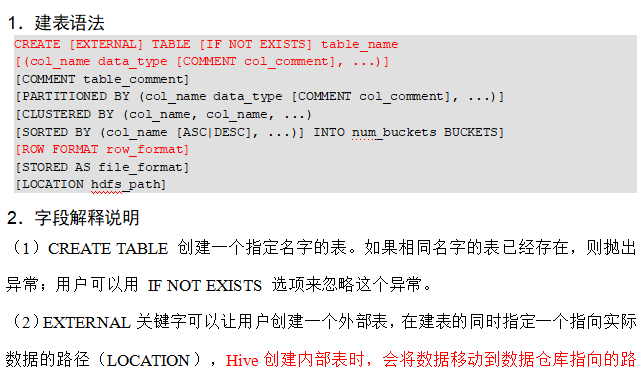 1．建表语法
CREATE [EXTERNAL] TABLE [IF NOT EXISTS] table_name
[(col_name data_type [COMMENT col_comment], ...)]
[COMMENT table_comment]
[PARTITIONED BY (col_name data_type [COMMENT col_comment], ...)]
[CLUSTERED BY (col_name, col_name, ...)
[SORTED BY (col_name [ASC|DESC], ...)] INTO num_buckets BUCKETS]
[ROW FORMAT row_format]
[STORED AS file_format]
[LOCATION hdfs_path]
2．字段解释说明
（1）CREATE TABLE 创建一个指定名字的表。如果相同名字的表已经存在，则抛出
异常；用户可以用 IF NOT EXISTS 选项来忽略这个异常。
（2）EXTERNAL 关键字可以让用户创建一个外部表，在建表的同时指定一个指向实际
数据的路径（LOCATION），Hive 创建内部表时，会将数据移动到数据仓库指向的路